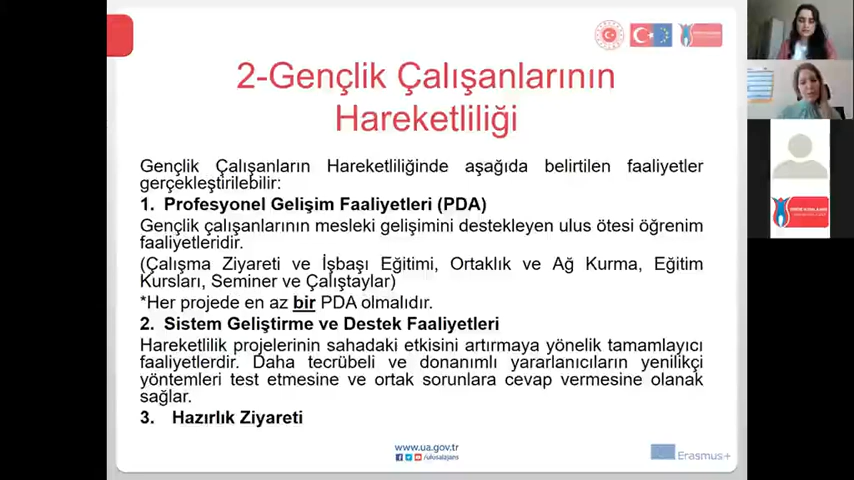 2-Gençlik Çalışanlarının
Hareketliliği
Gençlik Çalışanların Hareketliliğinde aşağıda belirtilen faaliyetler
gerçekleştirilebilir:
1. Profesyonel Gelişim Faaliyetleri (PDA)
Gençlik çalışanlarının mesleki gelişimini destekleyen ulus ötesi öğrenim
faaliyetleridir.
(Çalışma Ziyareti ve İşbaşı Eğitimi, Ortaklık ve Ağ Kurma, Eğitim
Kursları, Seminer ve Çalıştaylar)
*Her projede en az bir PDA olmalıdır.
2. Sistem Geliştirme ve Destek Faaliyetleri
Hareketlilik projelerinin sahadaki etkisini artırmaya yönelik tamamlayıcı
faaliyetlerdir. Daha tecrübeli ve donanımlı yararlanıcıların yenilikçi
yöntemleri test etmesine ve ortak sorunlara cevap vermesine olanak
sağlar.
3. Hazırlık Ziyareti
www.ua.gov.tr
/ulusalajans
Erasmus+